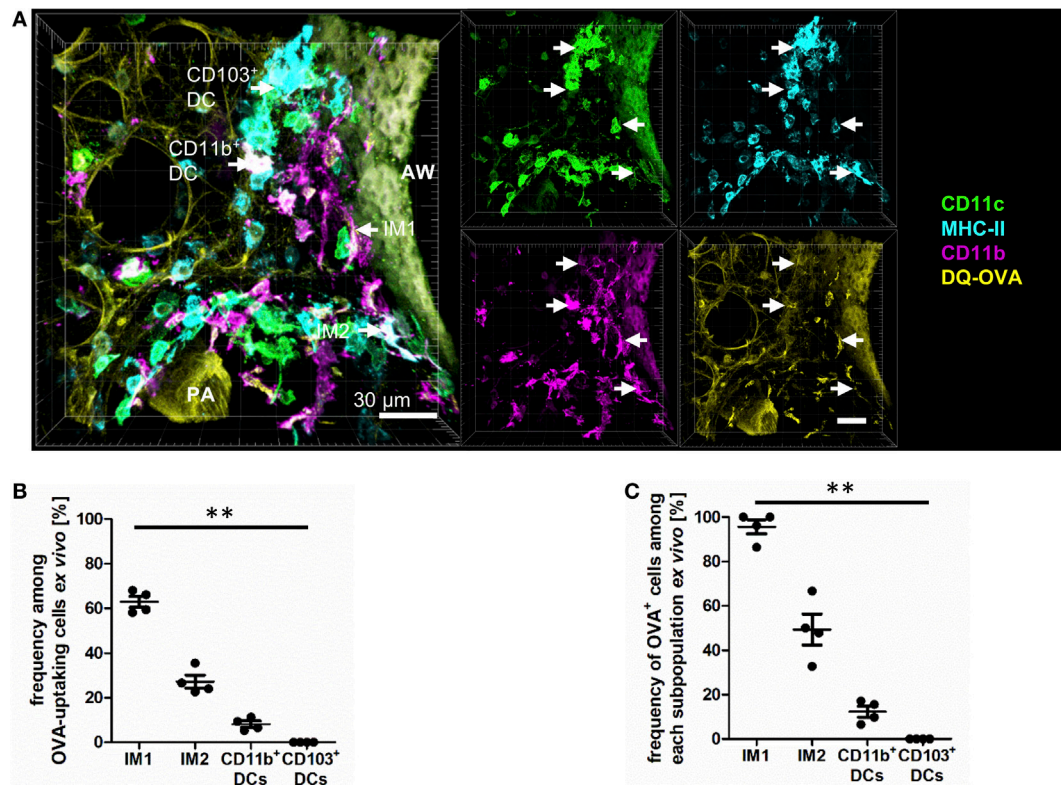 A
CD103+
DC
CD11b+
DC
AW
IM1
IM2
PA
30 µm
CD11c
MHC-II
CD11b
DQ-OVA
B
frequency among
OVA-uptaking cells ex vivo [%]
100
80
60
40
20
0
**
IM1 IM2 CD11b+ CD103+
DCs DCs
C
frequency of OVA+ cells among
each subpopulation ex vivo [%]
100
80
60
40
20
0
**
IM1 IM2 CD11b+ CD103+
DCs DCs